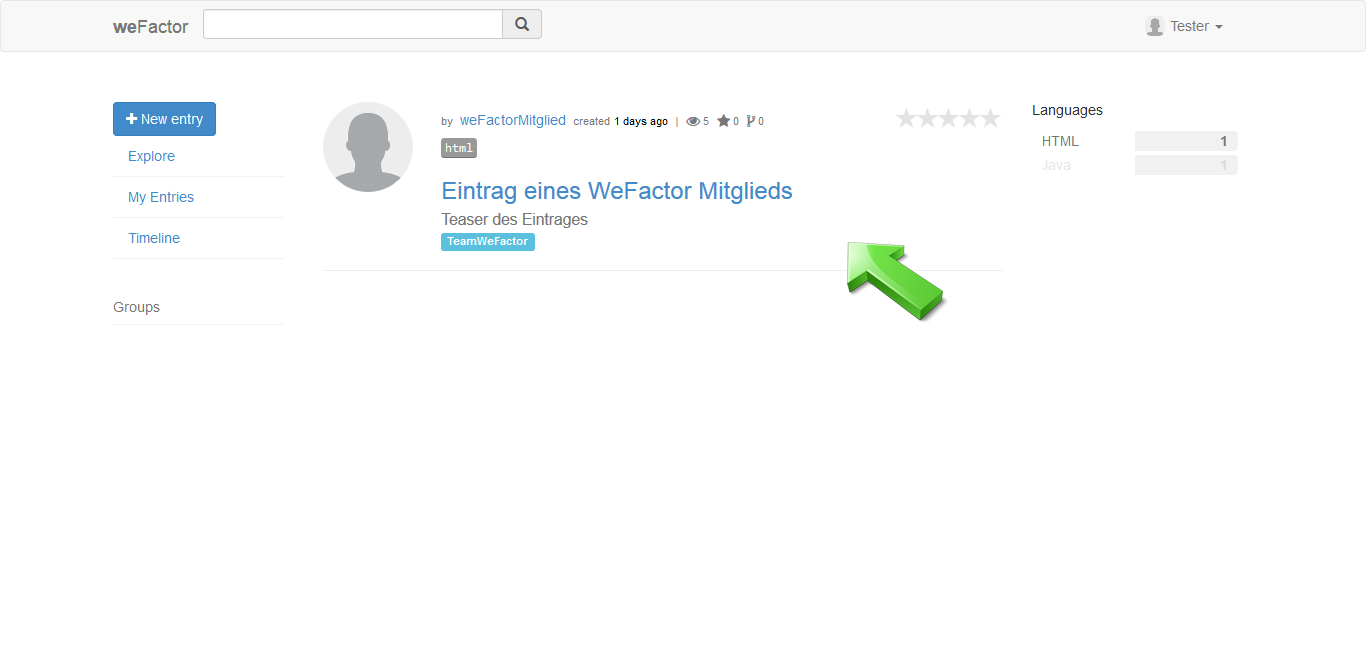 weFactor
Tester
New entry
Explore
My Entries
Timeline
Groups
by weFactorMitglied created 1 days ago | 5 0 0
html
Eintrag eines WeFactor Mitglieds
Teaser des Eintrages
TeamWeFactor
Languages
HTML 1
Java 1